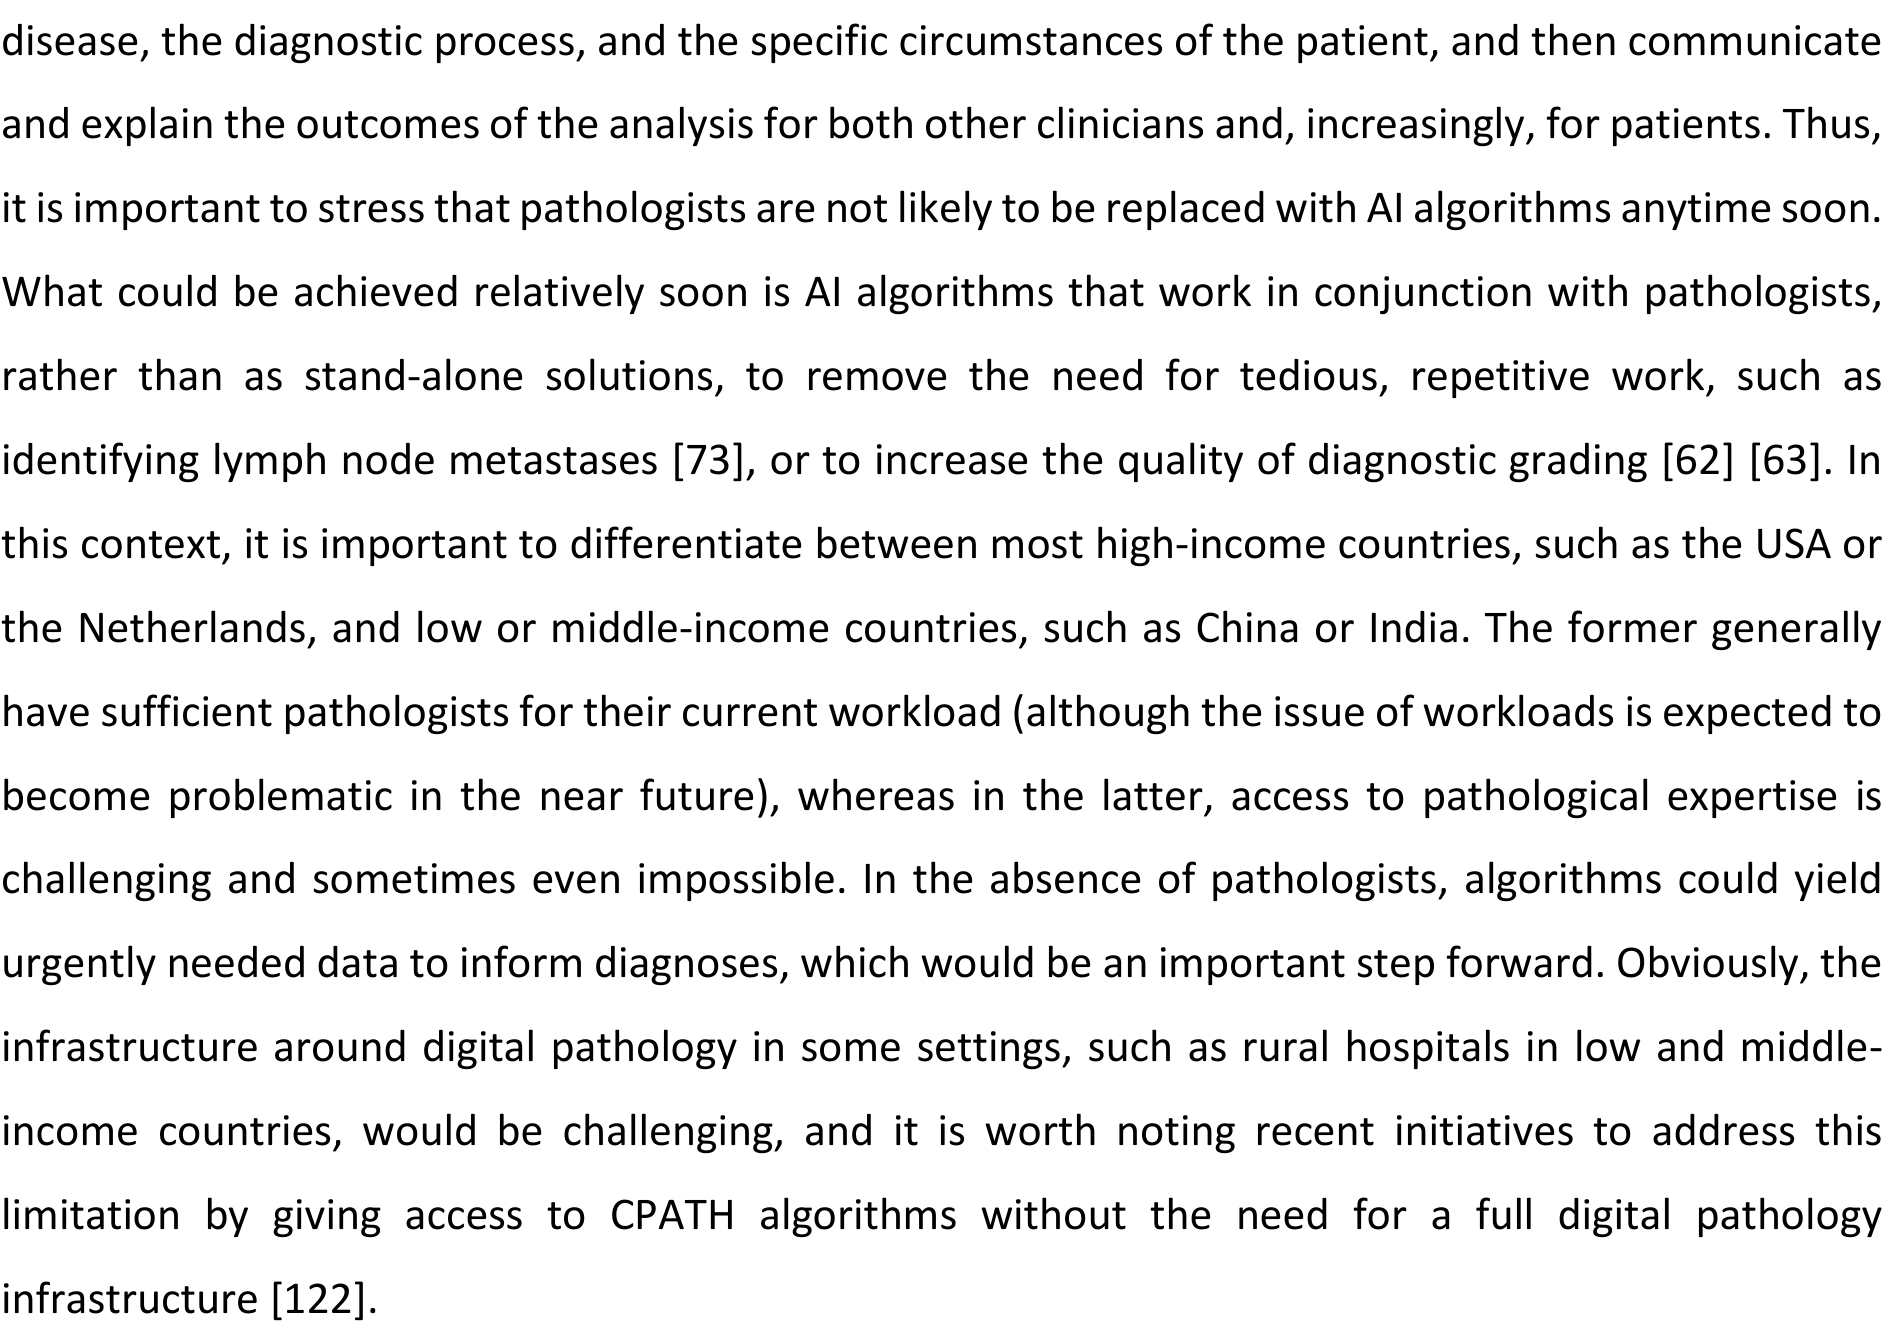 disease, the diagnostic process, and the specific circumstances of the patient, and then communicate
and explain the outcomes of the analysis for both other clinicians and, increasingly, for patients. Thus,
it is important to stress that pathologists are not likely to be replaced with AI algorithms anytime soon.
What could be achieved relatively soon is AI algorithms that work in conjunction with pathologists,
rather than as stand-alone solutions, to remove the need for tedious, repetitive work, such as
identifying lymph node metastases [73], or to increase the quality of diagnostic grading [62] [63]. In
this context, it is important to differentiate between most high-income countries, such as the USA or
the Netherlands, and low or middle-income countries, such as China or India. The former generally
have sufficient pathologists for their current workload (although the issue of workloads is expected to
become problematic in the near future), whereas in the latter, access to pathological expertise is
challenging and sometimes even impossible. In the absence of pathologists, algorithms could yield
urgently needed data to inform diagnoses, which would be an important step forward. Obviously, the
infrastructure around digital pathology in some settings, such as rural hospitals in low and middle-
income countries, would be challenging, and it is worth noting recent initiatives to address this
limitation by giving access to CPATH algorithms without the need for a full digital pathology
infrastructure [122].